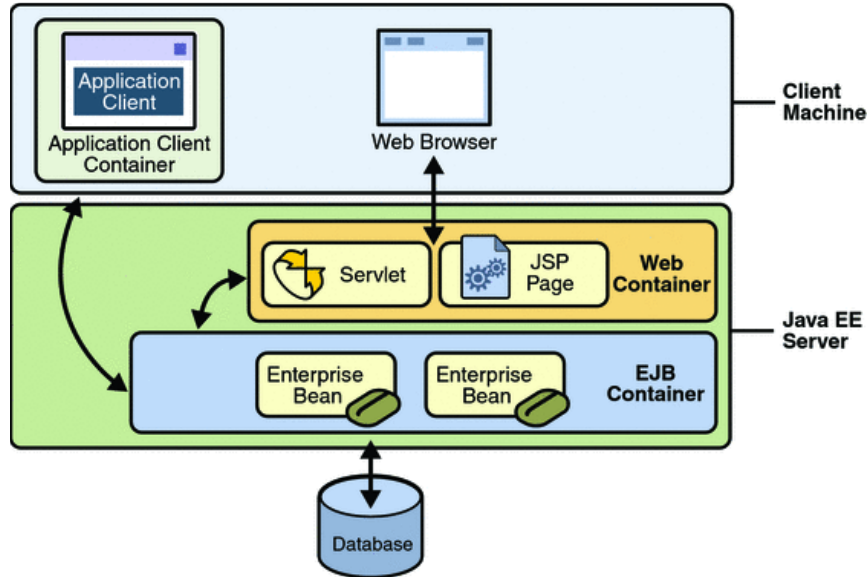 Application
Client
Application Client
Container
Web Browser
Client
Machine
Servlet
JSP
Page
Web
Container
Java EE
Server
Enterprise
Bean
Enterprise
Bean
EJB
Container
Database